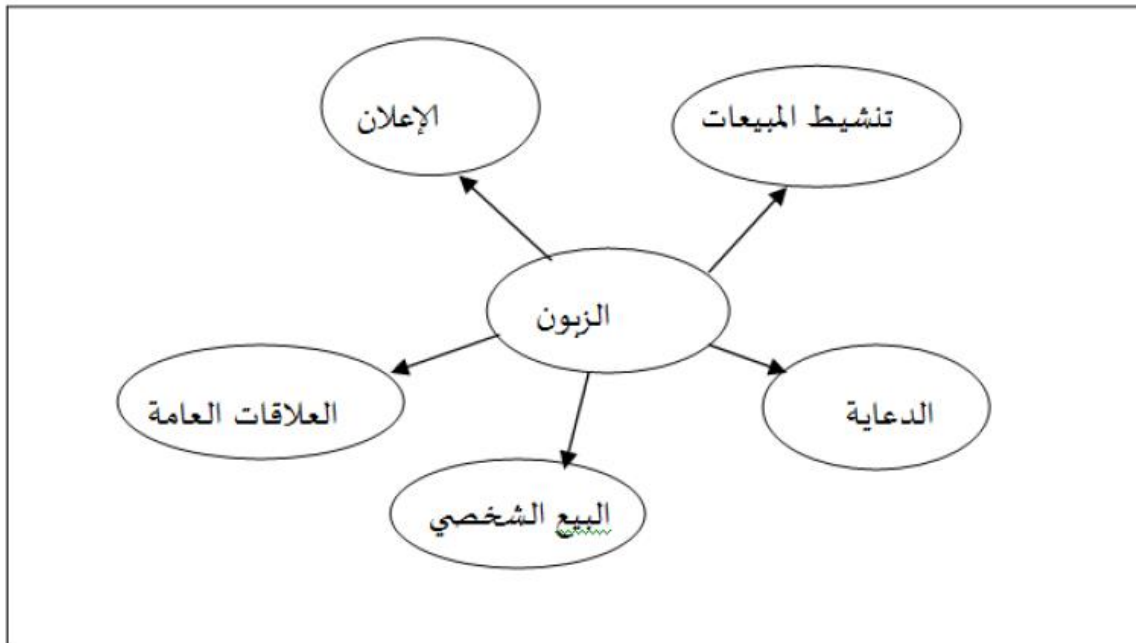 تنشيط المبيعات
الإعلان
الزبون
الدعاية
العلاقات العامة
البيع الشخصي